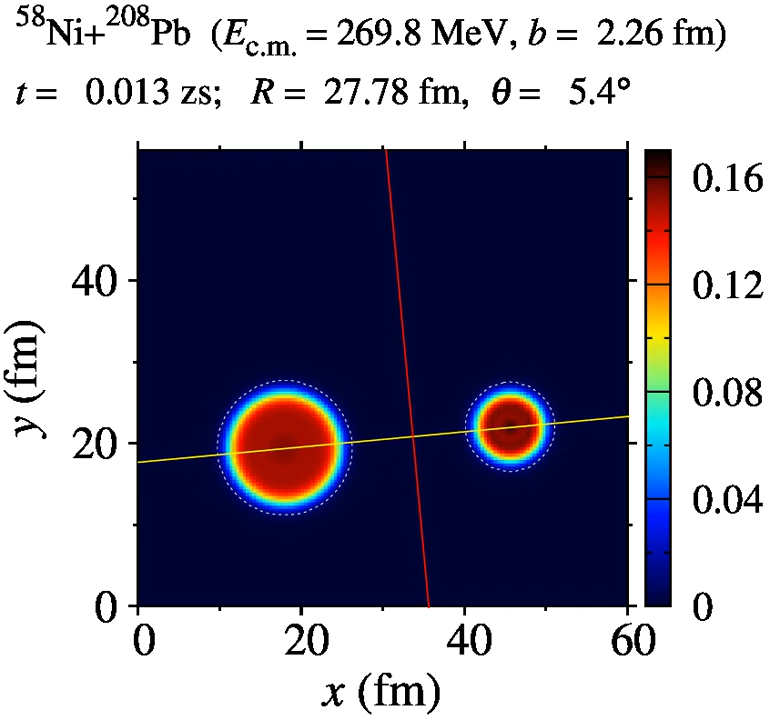 ⁵⁸Ni+²⁰⁸Pb (E_c.m. = 269.8 MeV, b = 2.26 fm)
t = 0.013 zs; R = 27.78 fm, θ = 5.4°
0.16
0.12
0.08
0.04
0
40
20
0
y (fm)
0 20 40 60
x (fm)